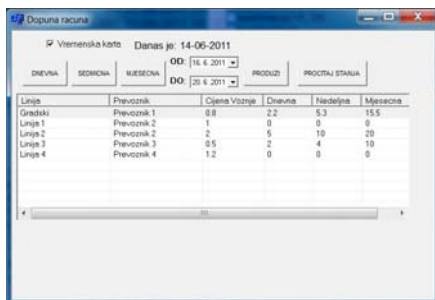 Dopuna racuna
Vremenska karta Danas je: 14-06-2011
OD: 16. 6. 2011
DNEVNA SEDMICNA MJESECNA PRODUZI PROCITAJ STANJA
DO: 20. 6. 2011
Linija Prevoznik Cijena Voznje Dnevna Nedeljna Mjesecna
Gradski Prevoznik 1 0.8 2.2 5.3 15.5
Linija 1 Prevoznik 2 1 0 0 0
Linija 2 Prevoznik 2 2 5 10 20
Linija 3 Prevoznik 3 0.5 2 4 10
Linija 4 Prevoznik 4 1.2 0 0 0